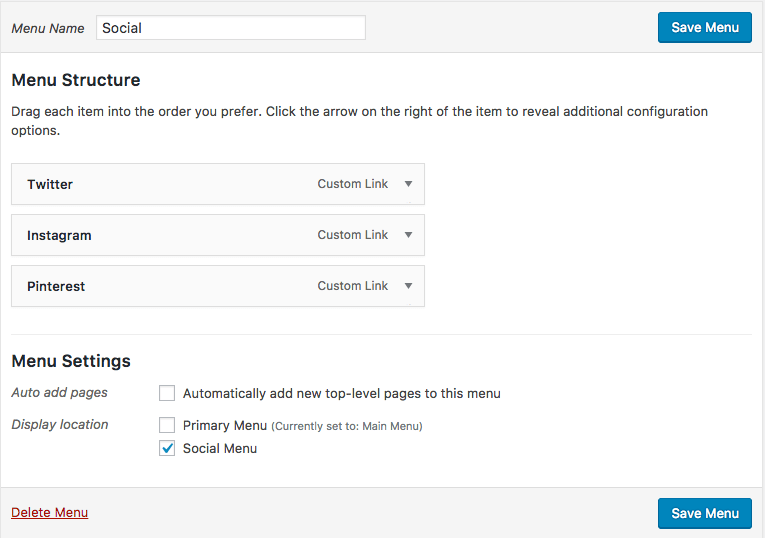 Menu Name Social Save Menu
Menu Structure
Drag each item into the order you prefer. Click the arrow on the right of the item to reveal additional configuration
options.
Twitter Custom Link
Instagram Custom Link
Pinterest Custom Link
Menu Settings
Auto add pages Automatically add new top-level pages to this menu
Display location Primary Menu (Currently set to: Main Menu)
Social Menu
Delete Menu Save Menu